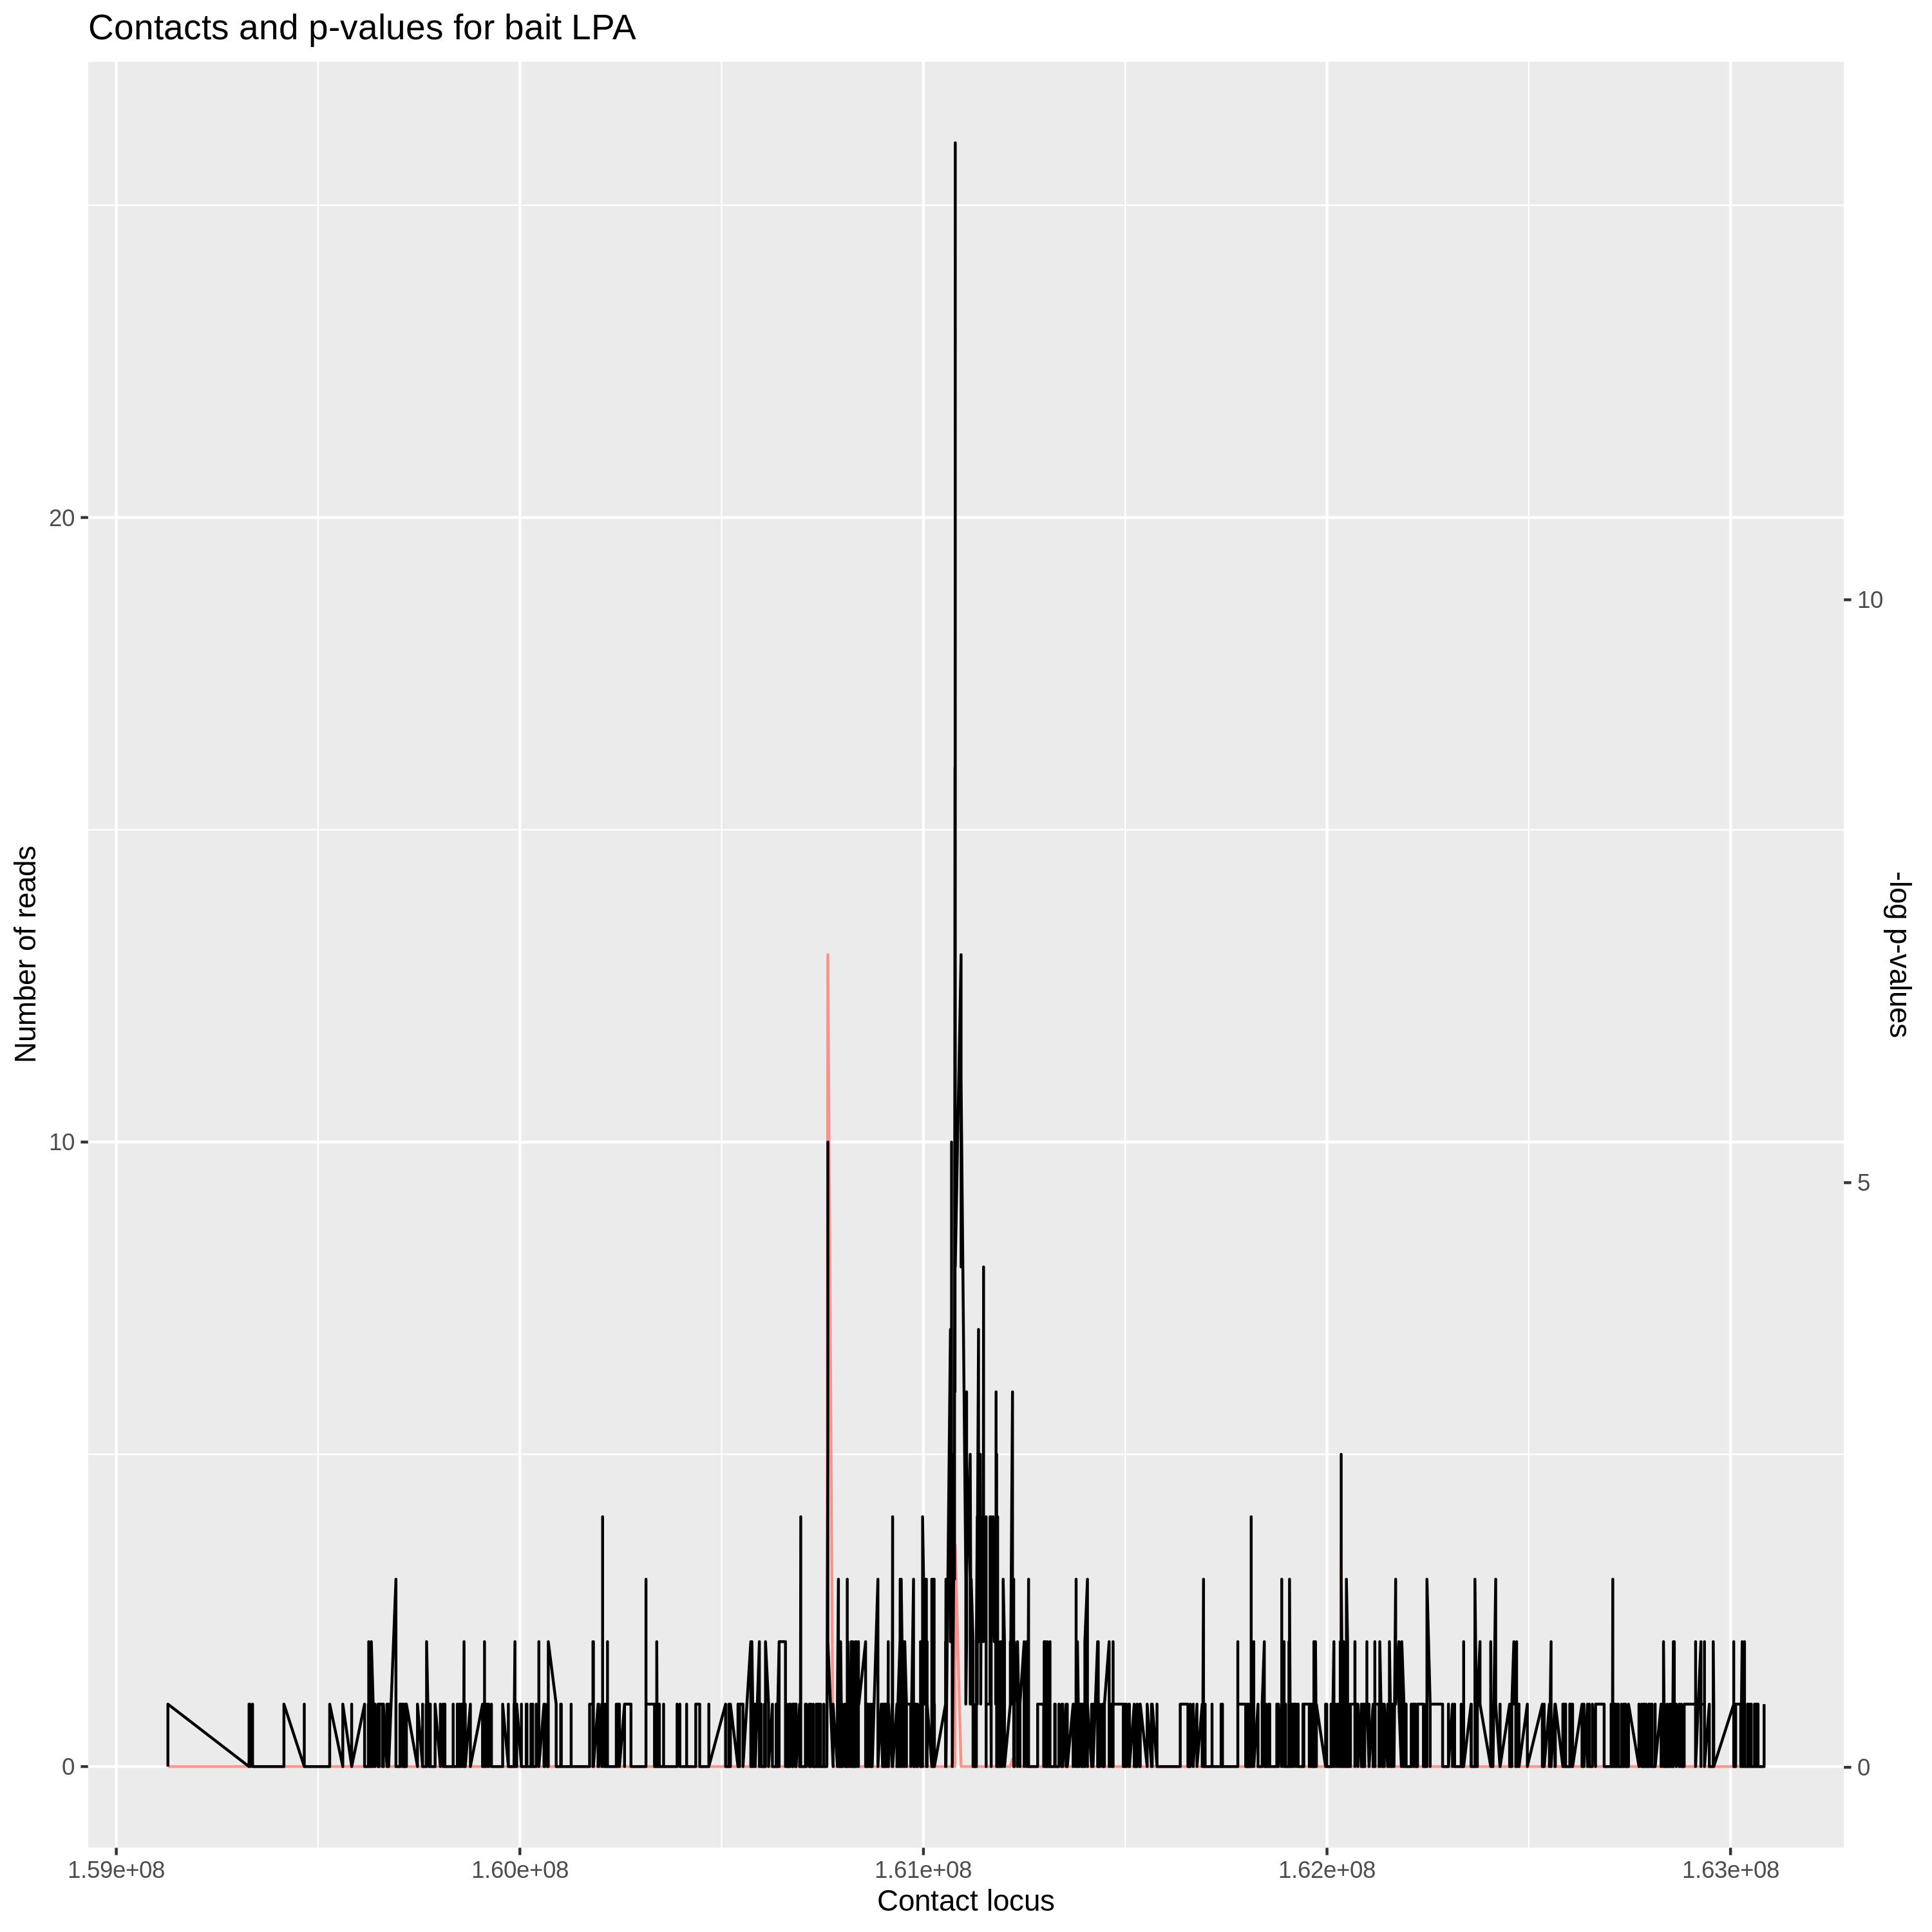 Contacts and p-values for bait LPA
Number of reads
20
10
0
-log p-values
10
5
0
1.59e+08 1.60e+08 1.61e+08 1.62e+08 1.63e+08
Contact locus